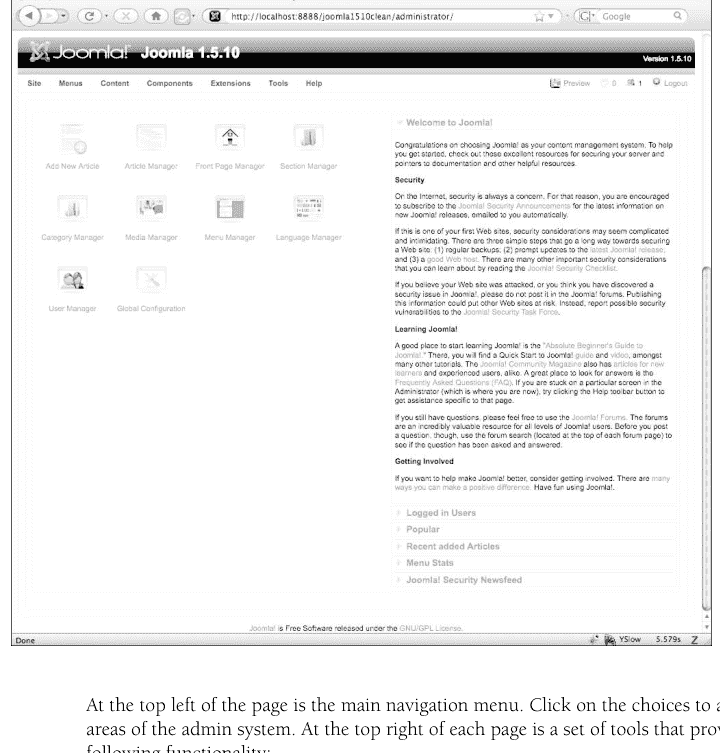 http://localhost:8888/joomla1510clean/administrator/
Google
Joomla! Joomla 1.5.10
Version 1.5.10
Site Menus Content Components Extensions Tools Help Preview 0 1 Logout
Add New Article Article Manager Front Page Manager Section Manager
Category Manager Media Manager Menu Manager Language Manager
User Manager Global Configuration
Welcome to Joomla!
Congratulations on choosing Joomla! as your content management system. To help
you get started, check out these excellent resources for securing your server and
pointers to documentation and other helpful resources.
Security
On the Internet, security is always a concern. For that reason, you are encouraged
to subscribe to the Joomla! Security Announcements for the latest information on
new Joomla! releases, emailed to you automatically.
If this is one of your first Web sites, security considerations may seem complicated
and intimidating. There are three simple steps that go a long way towards securing
a Web site: (1) regular backups; (2) prompt updates to the latest Joomla! release;
and (3) a good Web host. There are many other important security considerations
that you can learn about by reading the Joomla! Security Checklist.
If you believe your Web site was attacked, or you think you have discovered a
security issue in Joomla!, please do not post it in the Joomla! forums. Publishing
this information could put other Web sites at risk. Instead, report possible security
vulnerabilities to the Joomla! Security Task Force.
Learning Joomla!
A good place to start learning Joomla! is the "Absolute Beginner's Guide to
Joomla!." There, you will find a Quick Start to Joomla! guide and video, amongst
many other tutorials. The Joomla! Community Magazine also has articles for new
learners and experienced users, alike. A great place to look for answers is the
Frequently Asked Questions (FAQ). If you are stuck on a particular screen in the
Administrator (which is where you are now), try clicking the Help toolbar button to
get assistance specific to that page.
If you still have questions, please feel free to use the Joomla! Forums. The forums
are an incredibly valuable resource for all levels of Joomla! users. Before you post
a question, though, use the forum search (located at the top of each forum page) to
see if the question has been asked and answered.
Getting Involved
If you want to help make Joomla! better, consider getting involved. There are many
ways you can make a positive difference. Have fun using Joomla!.
Logged in Users
Popular
Recent added Articles
Menu Stats
Joomla! Security Newsfeed
Joomla! is Free Software released under the GNU/GPL License.
Done YSlow 5.579s Z
At the top left of the page is the main navigation menu. Click on the choices to a
areas of the admin system. At the top right of each page is a set of tools that prov
following functionality: